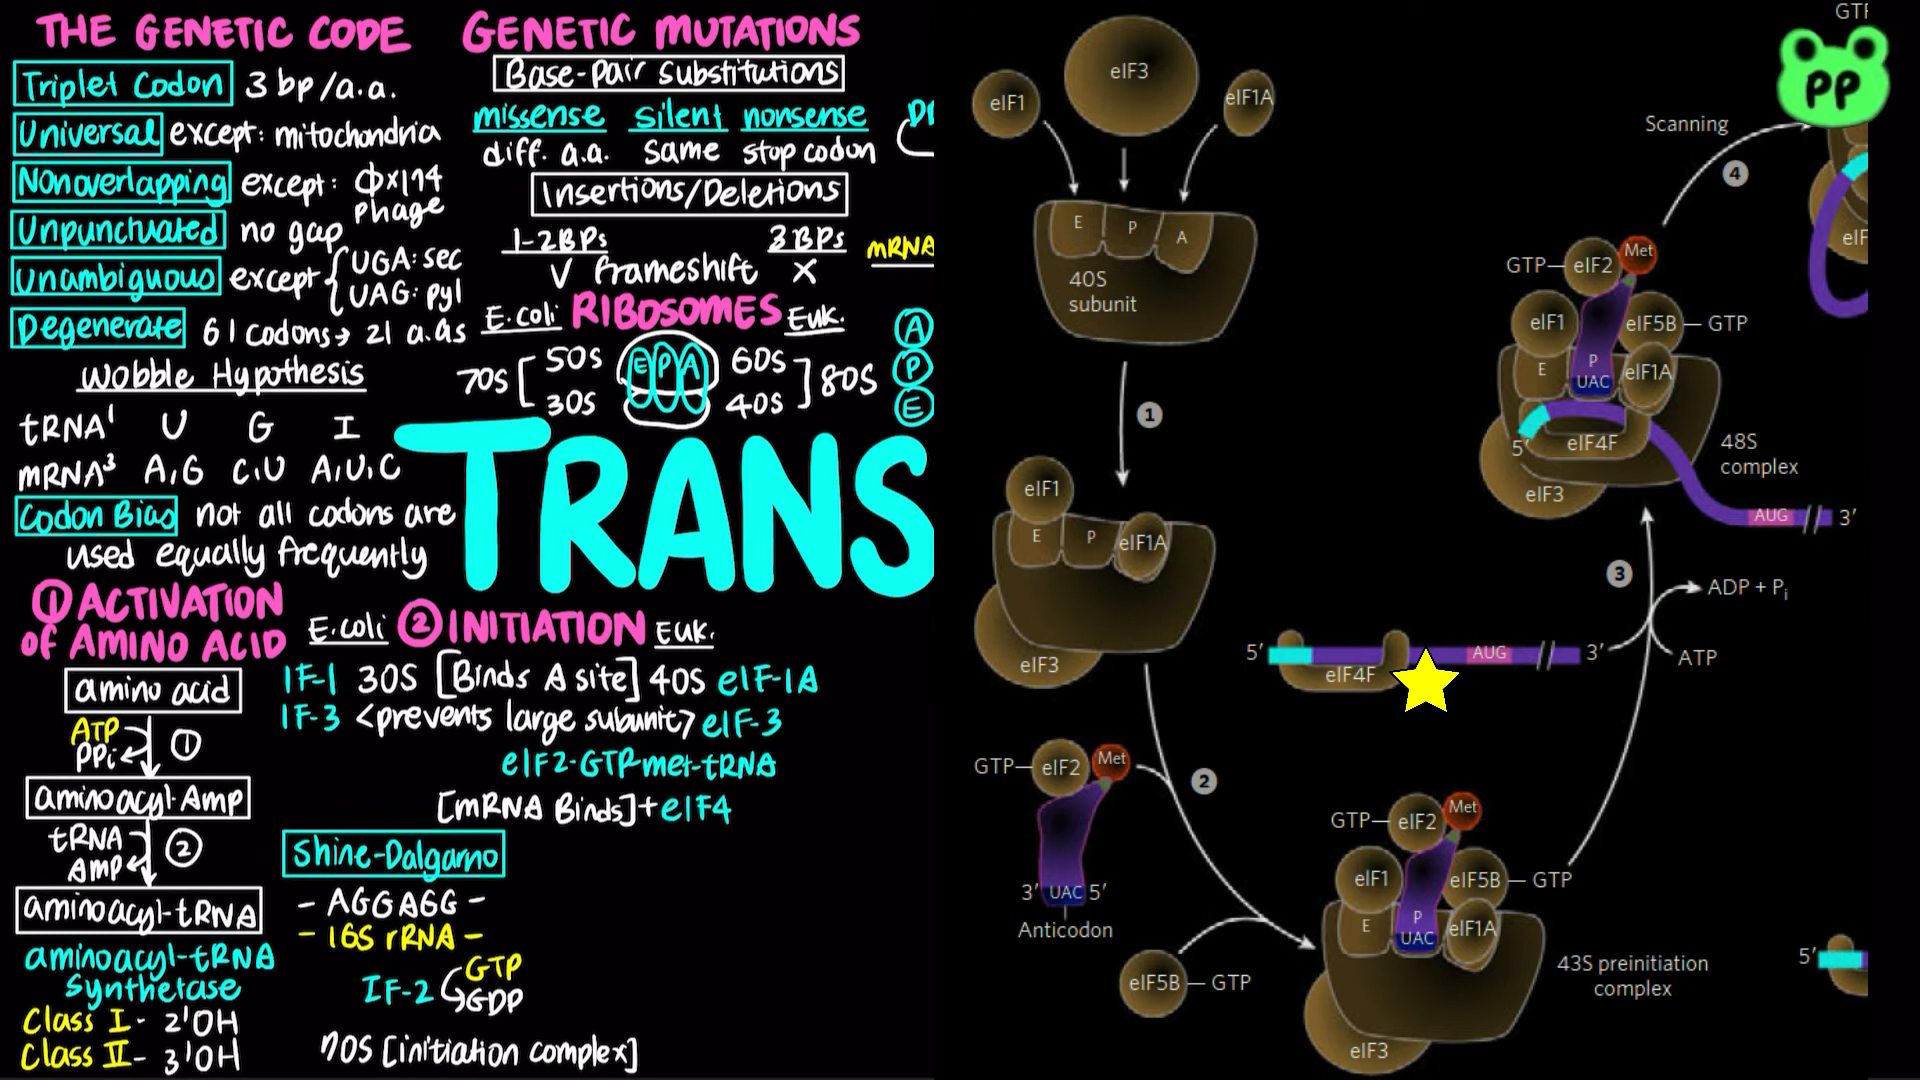 THE GENETIC CODE
Triplet Codon 3 bp/a.a.
Universal except: mitochondria
Nonoverlapping except: ΦX174 phage
Unpunctuated no gap
Unambiguous except { UGA: sec
UAG: pyl
Degenerate 61 codons → 21 a.as
Wobble Hypothesis
tRNA¹ U G I
mRNA³ A,G C,U A,U,C
Codon Bias not all codons are
used equally frequently
GENETIC MUTATIONS
Base-pair substitutions
missense silent nonsense
diff. a.a. same stop codon
Insertions/Deletions
1-2BPs 3BPs
V frameshift X
mRNA
E.coli RIBOSOMES Euk.
70S [ 50S E P A 60S ] 80S
30S 40S
A
P
E
TRANS
① ACTIVATION
of AMINO ACID
amino acid
ATP
PPi ①
aminoacyl-Amp
tRNA
Amp ②
aminoacyl-tRNA
aminoacyl-tRNA
synthetase
Class I - 2'OH
Class II - 3'OH
E.coli ② INITIATION Euk.
IF-1 30S [Binds A site] 40S eIF-1A
IF-3 <prevents large subunit> eIF-3
eIF2-GTP-met-tRNA
[mRNA Binds] + eIF4
Shine-Dalgarno
- AGGAGG -
- 16S rRNA -
IF-2 GTP
GDP
70S [initiation complex]
eIF1
eIF3
eIF1A
E P A
40S
subunit
1
eIF1
E P eIF1A
eIF3
GTP—eIF2 Met
2
3' UAC 5'
Anticodon
eIF5B — GTP
GTP—eIF2 Met
eIF1 eIF5B — GTP
E P UAC eIF1A
eIF3
43S preinitiation
complex
5' eIF4F AUG 3'
3
ADP + Pi
ATP
GTP—eIF2 Met
eIF1 eIF5B — GTP
E P UAC eIF1A
5' eIF4F
eIF3
48S
complex
AUG 3'
Scanning
4
PP
5'